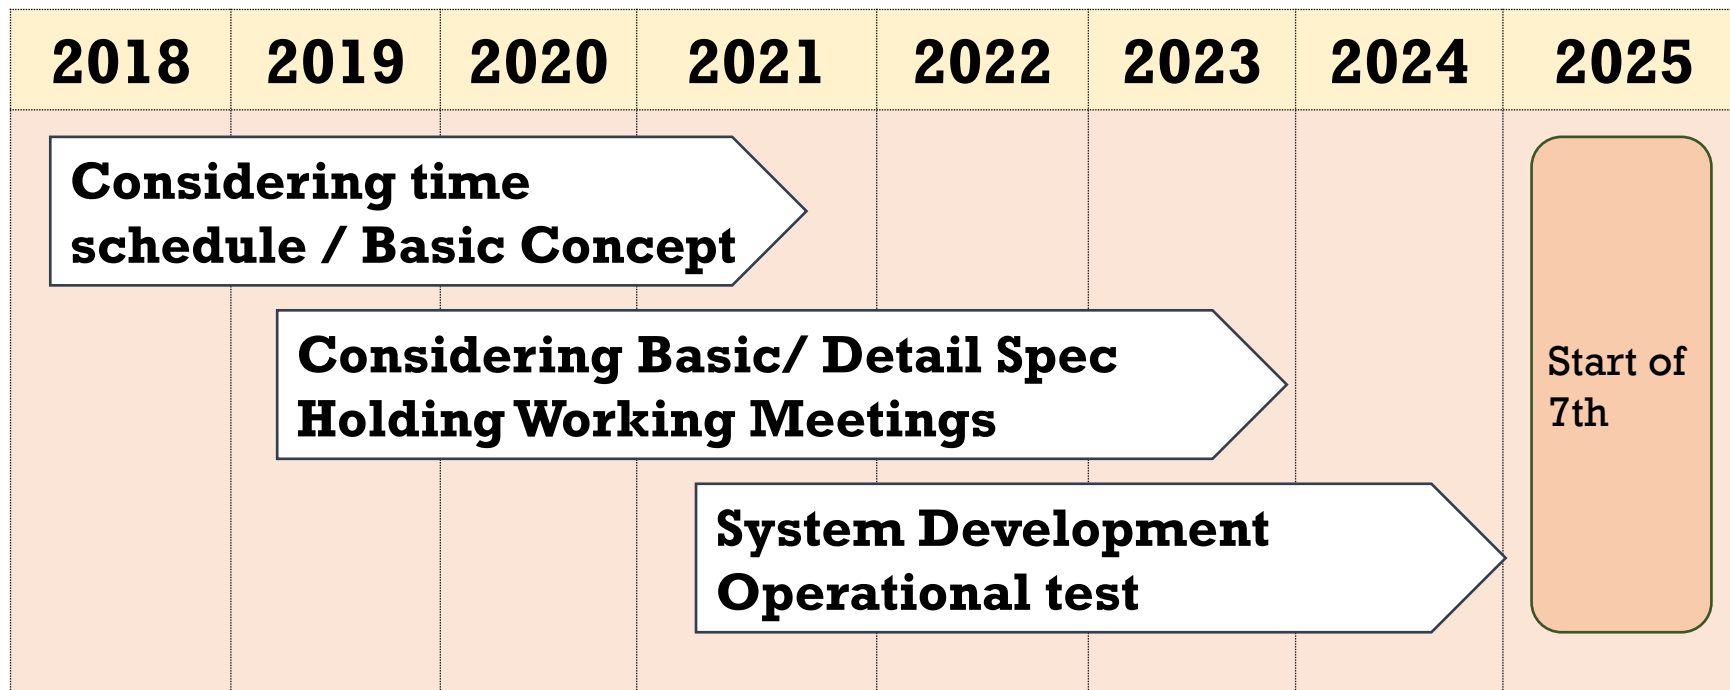 2018 2019 2020 2021 2022 2023 2024 2025
Considering time
schedule / Basic Concept
Considering Basic/ Detail Spec
Holding Working Meetings
System Development
Operational test
Start of
7th